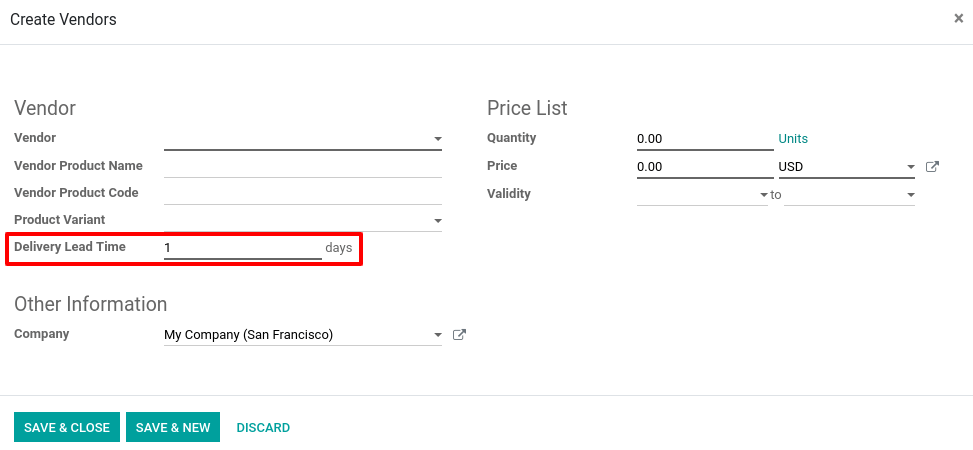 Create Vendors ×
Vendor
Vendor
Vendor Product Name
Vendor Product Code
Product Variant
Delivery Lead Time 1 days
Price List
Quantity 0.00 Units
Price 0.00 USD
Validity to
Other Information
Company My Company (San Francisco)
SAVE & CLOSE SAVE & NEW DISCARD